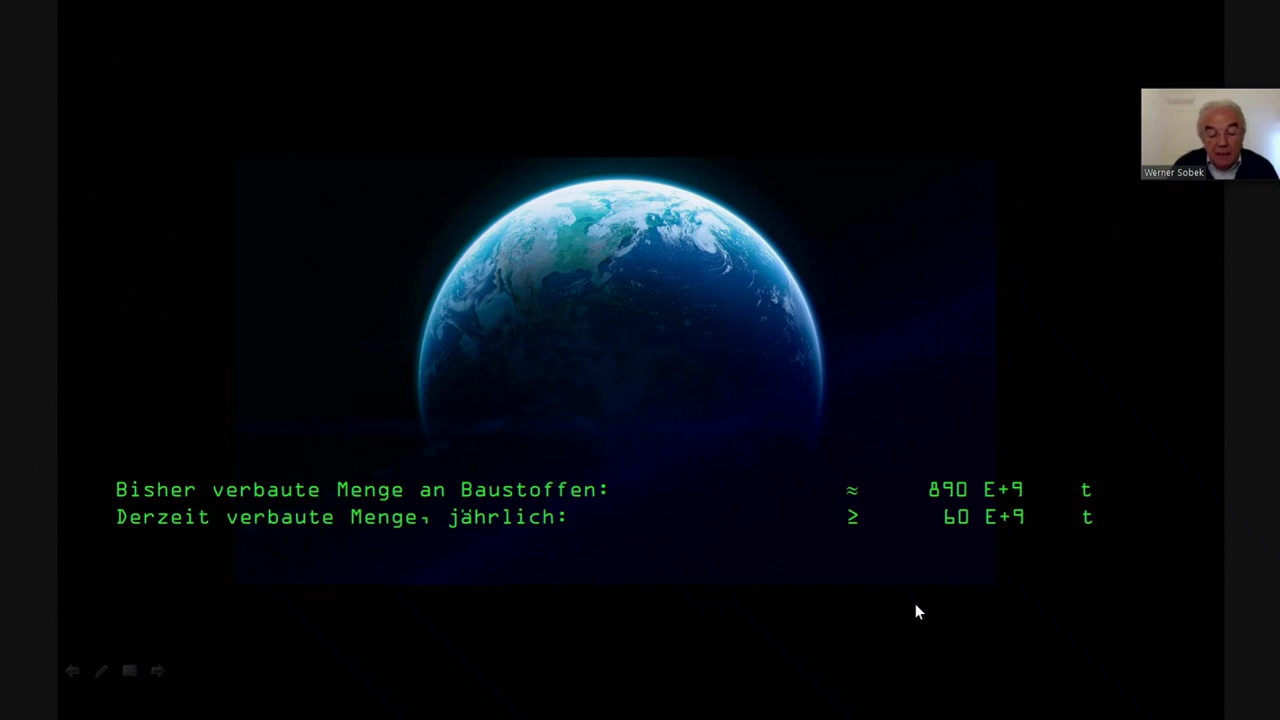 Werner Sobek
Bisher verbaute Menge an Baustoffen: ≈ 890 E+9 t
Derzeit verbaute Menge, jährlich: ≥ 60 E+9 t